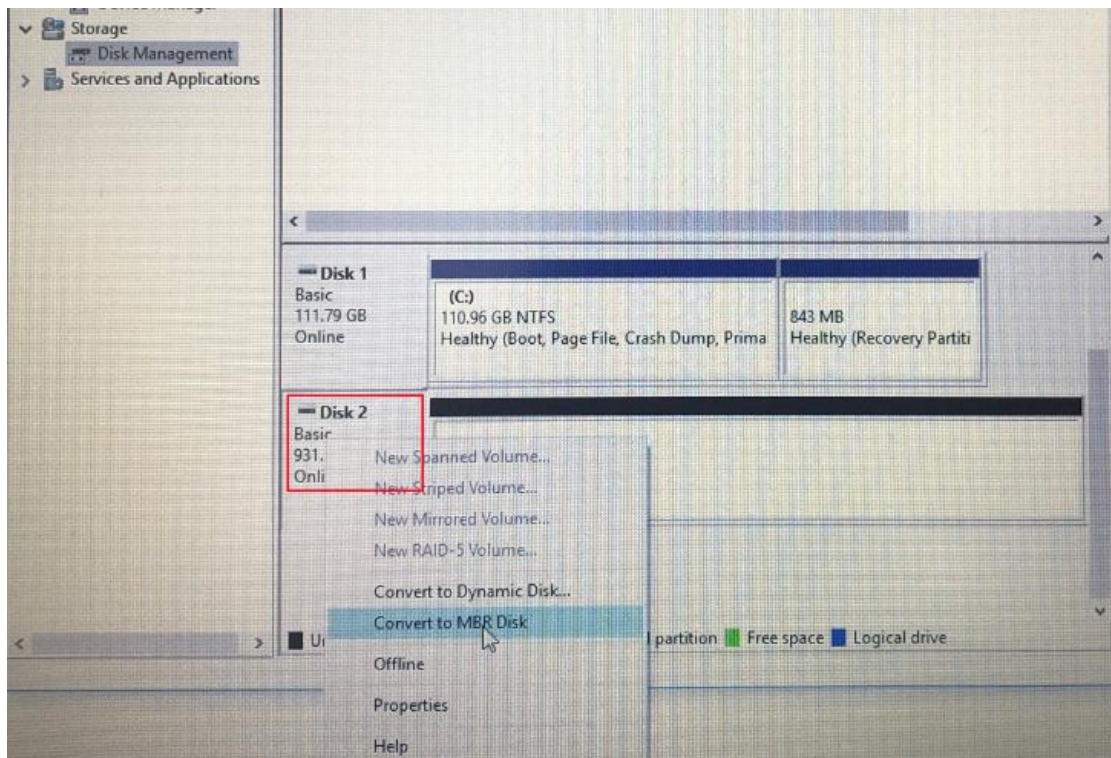 Storage
Disk Management
Services and Applications
Disk 1
Basic
111.79 GB
Online
(C:)
110.96 GB NTFS
Healthy (Boot, Page File, Crash Dump, Prima
843 MB
Healthy (Recovery Partiti
Disk 2
Basic
931.
Onli
New Spanned Volume...
New Striped Volume...
New Mirrored Volume...
New RAID-5 Volume...
Convert to Dynamic Disk...
Convert to MBR Disk
Offline
Properties
Help
partition Free space Logical drive